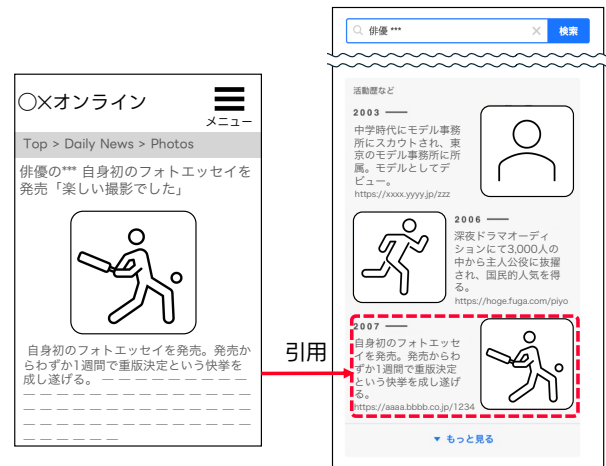 ○×オンライン
メニュー
Top > Daily News > Photos
俳優の*** 自身初のフォトエッセイを
発売「楽しい撮影でした」
自身初のフォトエッセイを発売。発売か
らわずか1週間で重版決定という快挙を
成し遂げる。
引用
俳優 ***
検索
活動歴など
2003
中学時代にモデル事務
所にスカウトされ、東
京のモデル事務所に所
属。モデルとしてデ
ビュー。
https://xxxx.yyyy.jp/zzz
2006
深夜ドラマオーディ
ションにて3,000人の
中から主人公役に抜擢
され、国民的人気を得
る。
https://hoge.fuga.com/piyo
2007
自身初のフォトエッセ
イを発売。発売からわ
ずか1週間で重版決定
という快挙を成し遂げ
る。
https://aaaa.bbbb.co.jp/1234
▼ もっと見る